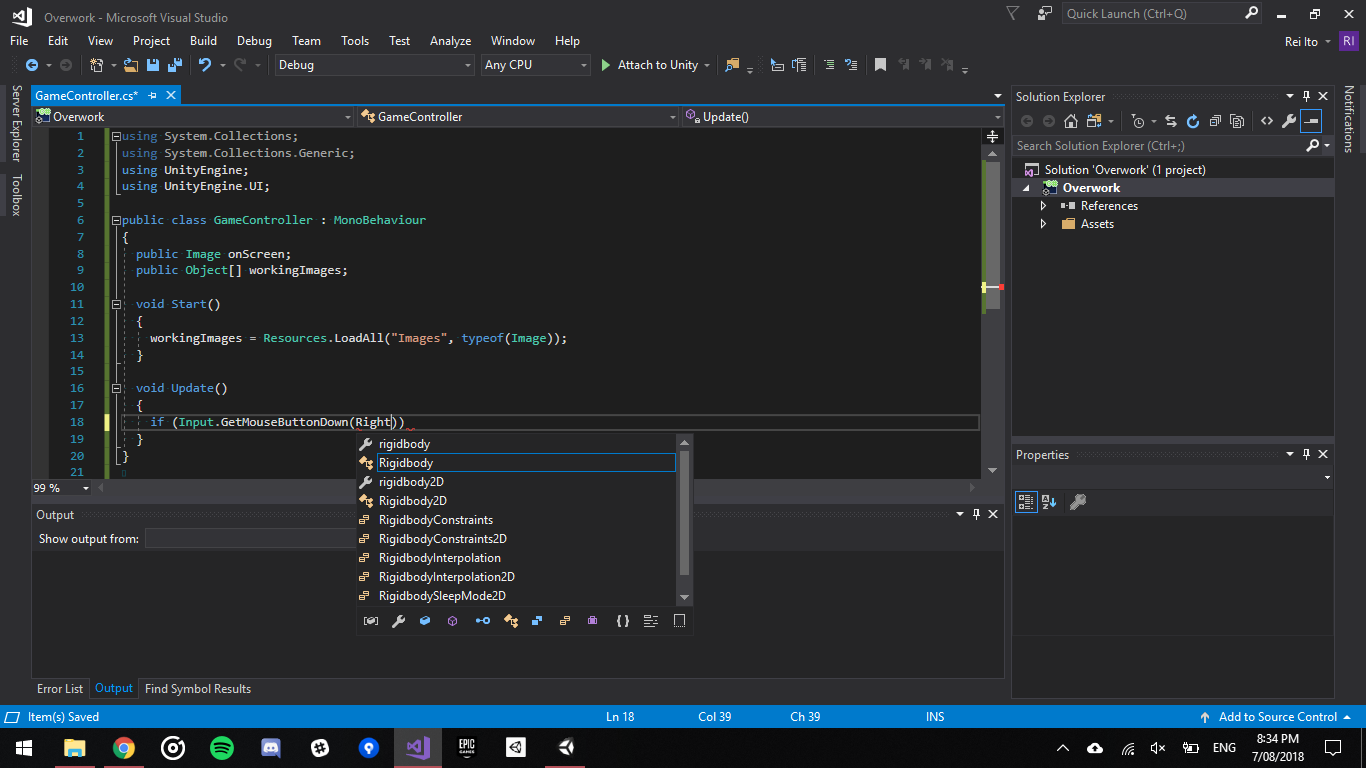 Overwork - Microsoft Visual Studio
Quick Launch (Ctrl+Q)
File Edit View Project Build Debug Team Tools Test Analyze Window Help
Rei Ito RI
Debug Any CPU Attach to Unity
Server Explorer
Toolbox
GameController.cs*
Overwork GameController Update()
1 using System.Collections;
2 using System.Collections.Generic;
3 using UnityEngine;
4 using UnityEngine.UI;
5
6 public class GameController : MonoBehaviour
7 {
8 public Image onScreen;
9 public Object[] workingImages;
10
11 void Start()
12 {
13 workingImages = Resources.LoadAll("Images", typeof(Image));
14 }
15
16 void Update()
17 {
18 if (Input.GetMouseButtonDown(Right))
19 }
20 }
21
rigidbody
Rigidbody
rigidbody2D
Rigidbody2D
RigidbodyConstraints
RigidbodyConstraints2D
RigidbodyInterpolation
RigidbodyInterpolation2D
RigidbodySleepMode2D
99 %
Output
Show output from:
Error List Output Find Symbol Results
Solution Explorer
Search Solution Explorer (Ctrl+;)
Solution 'Overwork' (1 project)
Overwork
References
Assets
Properties
Notifications
Item(s) Saved Ln 18 Col 39 Ch 39 INS Add to Source Control
EPIC GAMES
ENG
8:34 PM
7/08/2018